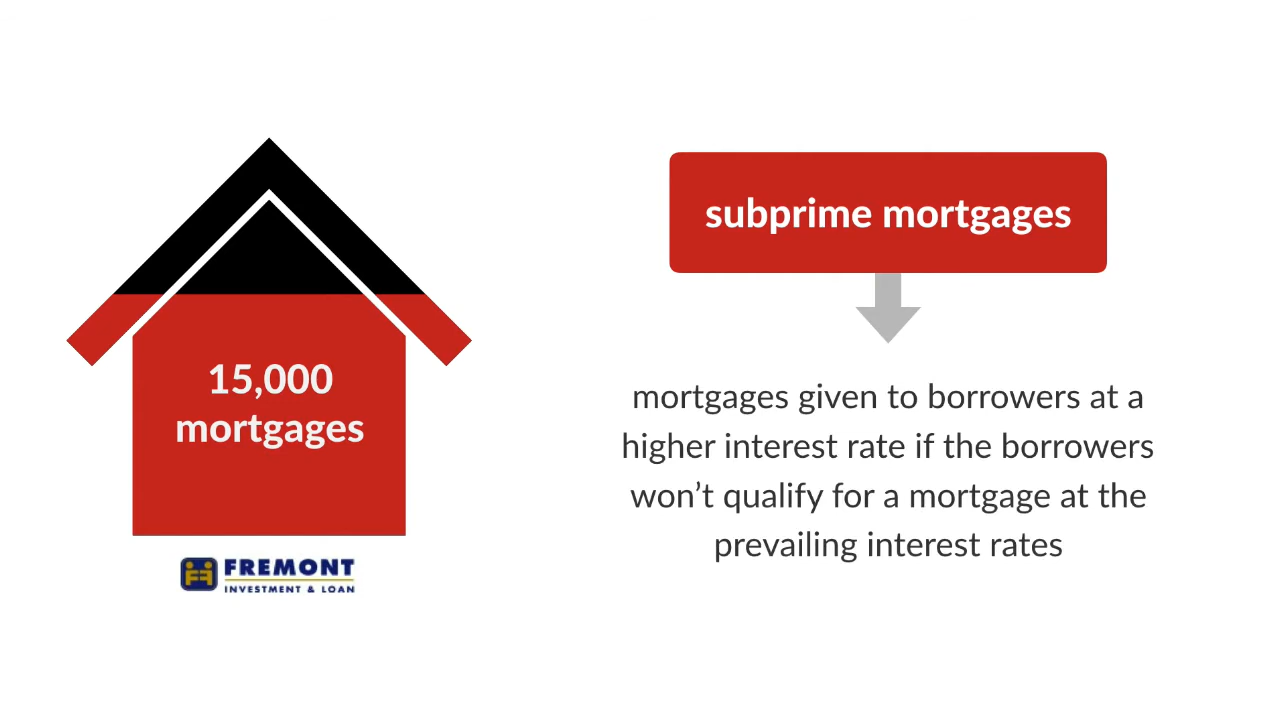 15,000
mortgages
FREMONT
INVESTMENT & LOAN
subprime mortgages
mortgages given to borrowers at a
higher interest rate if the borrowers
won’t qualify for a mortgage at the
prevailing interest rates